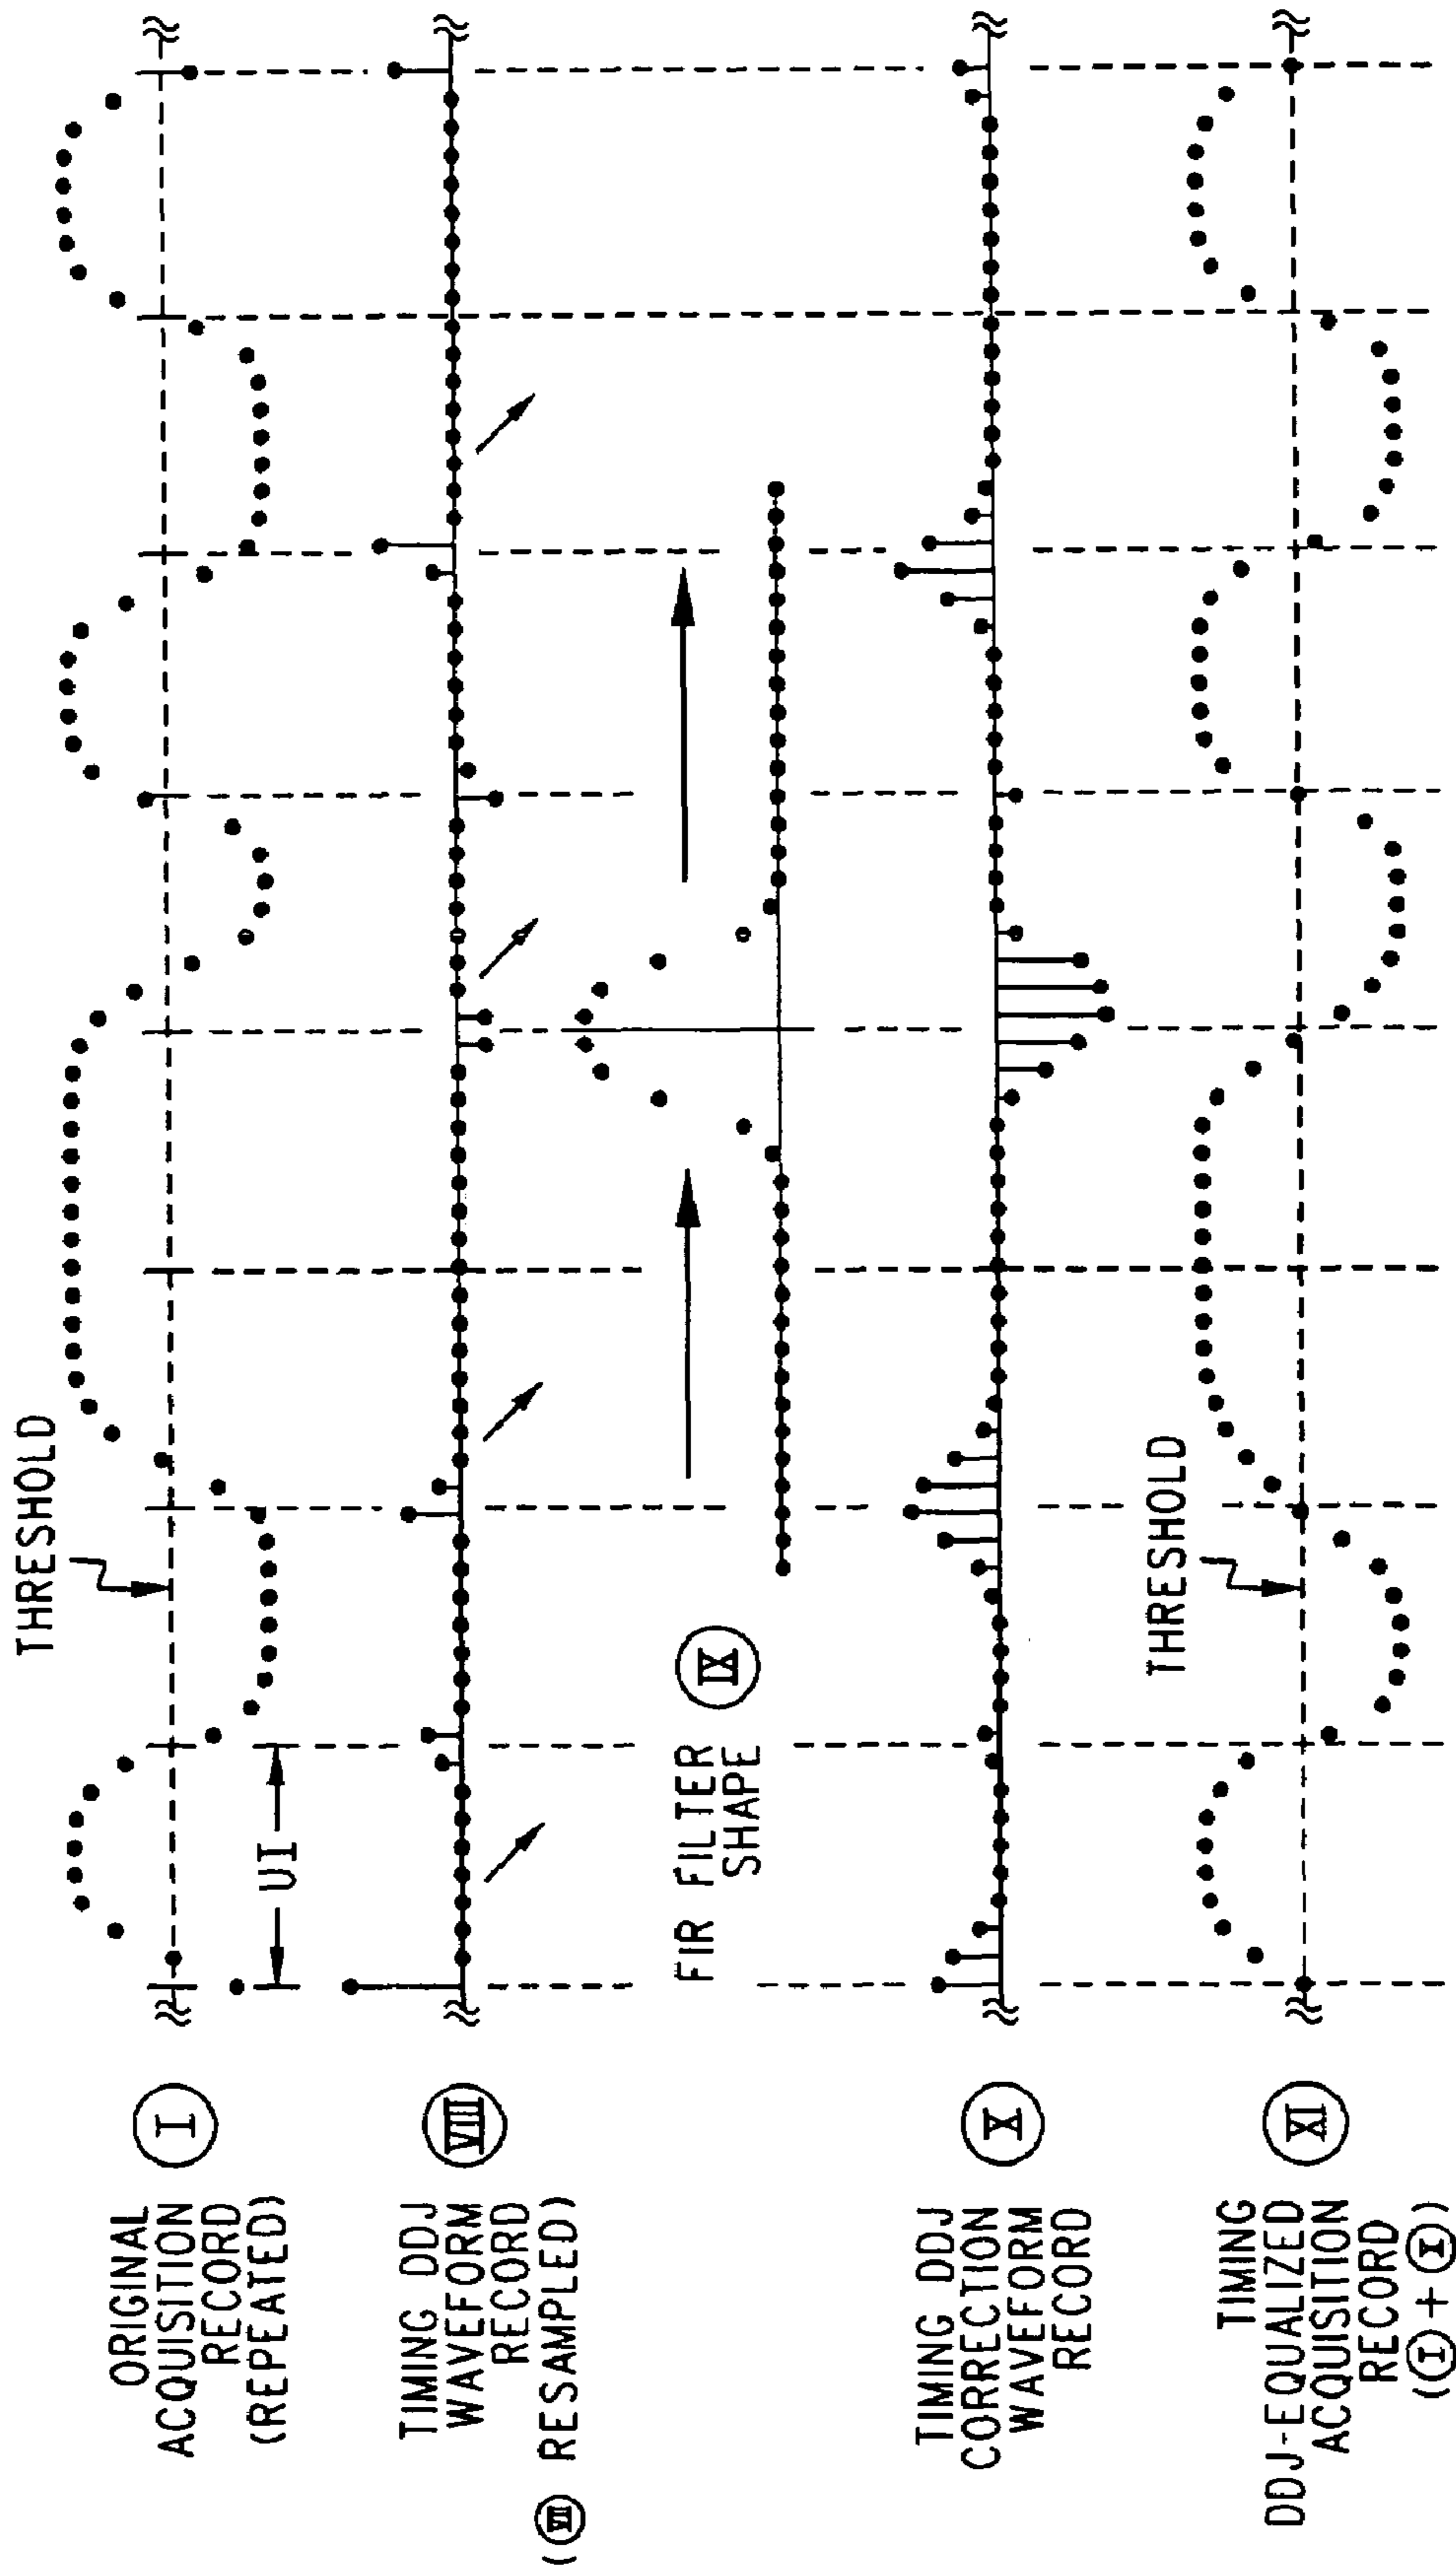 THRESHOLD
ORIGINAL
ACQUISITION
RECORD
(REPEATED)
I
UI
TIMING DDJ
WAVEFORM
RECORD
(VII RESAMPLED)
VIII
FIR FILTER
SHAPE
IX
TIMING DDJ
CORRECTION
WAVEFORM
RECORD
X
THRESHOLD
TIMING
DDJ-EQUALIZED
ACQUISITION
RECORD
(I + X)
XI